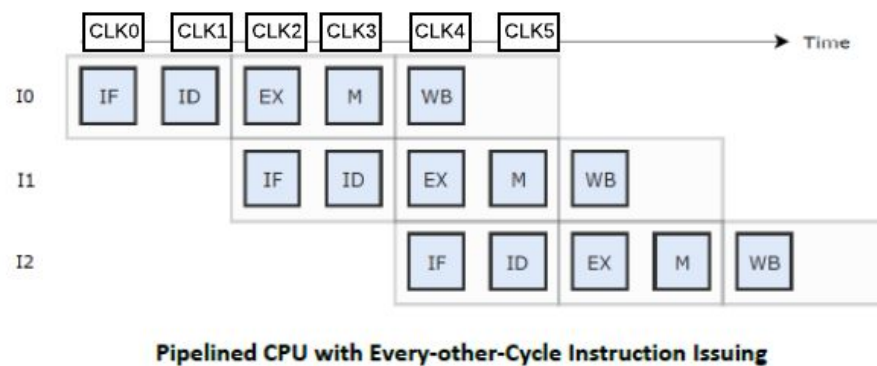 CLK0 CLK1 CLK2 CLK3 CLK4 CLK5
Time
I0 IF ID EX M WB
I1 IF ID EX M WB
I2 IF ID EX M WB
Pipelined CPU with Every-other-Cycle Instruction Issuing